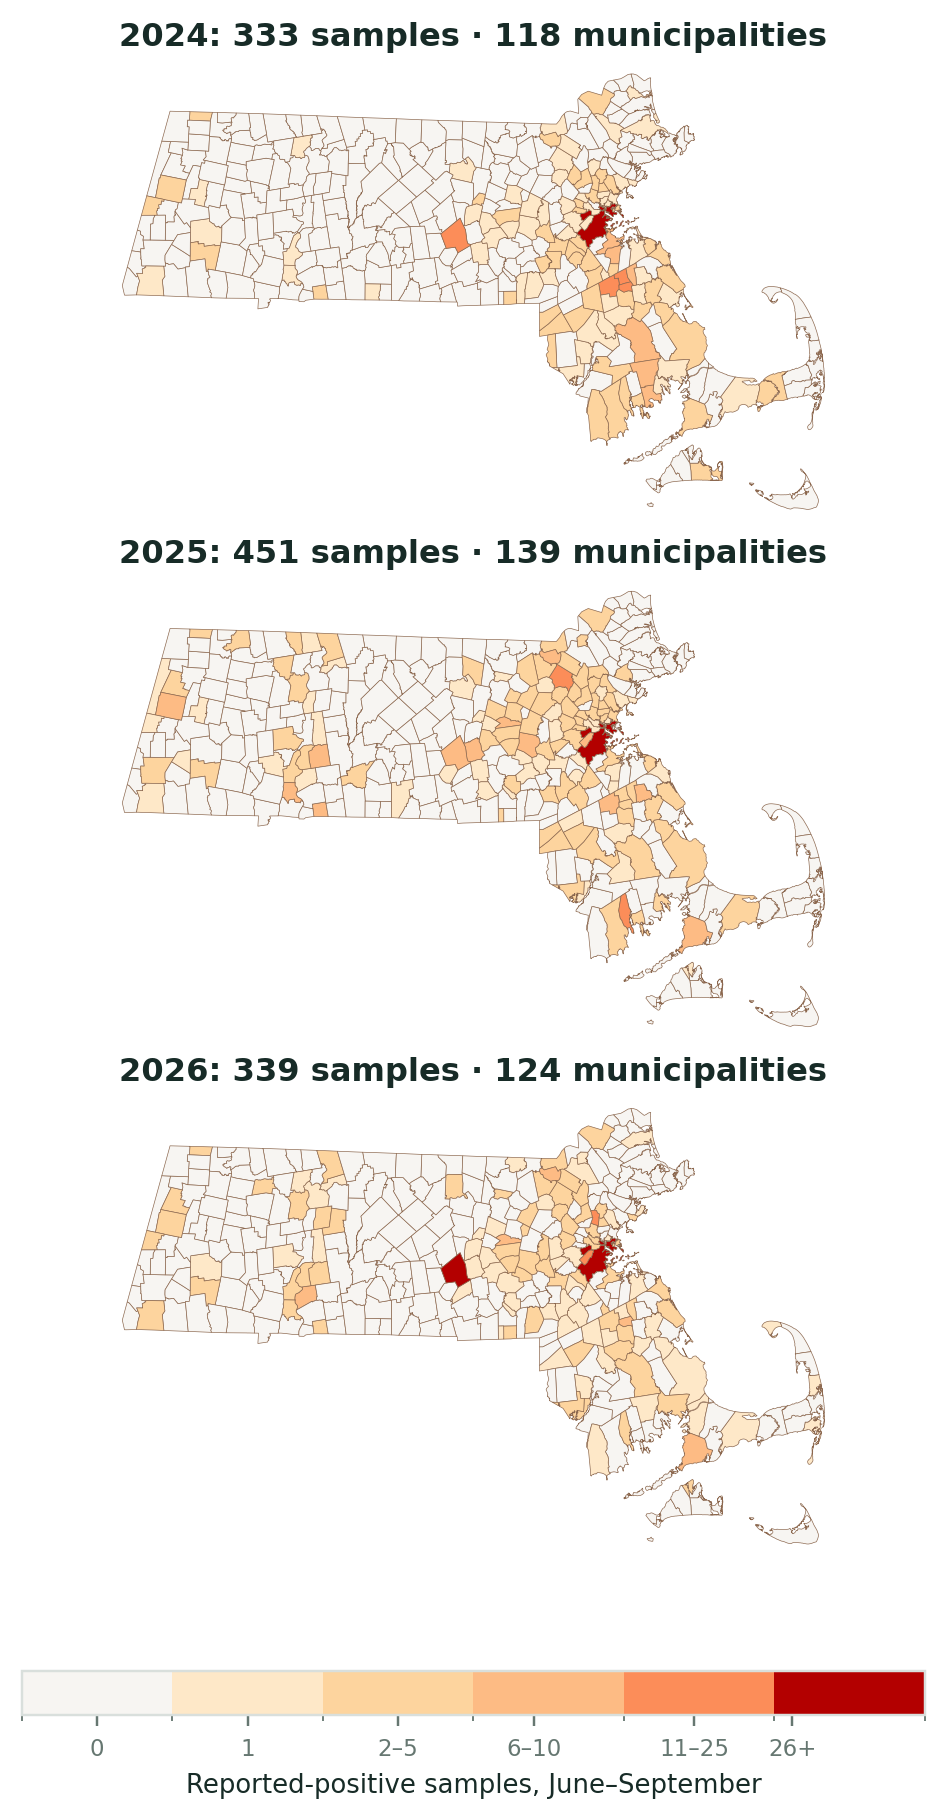 2024: 333 samples · 118 municipalities
2025: 451 samples · 139 municipalities
2026: 339 samples · 124 municipalities
0 1 2–5 6–10 11–25 26+
Reported-positive samples, June–September